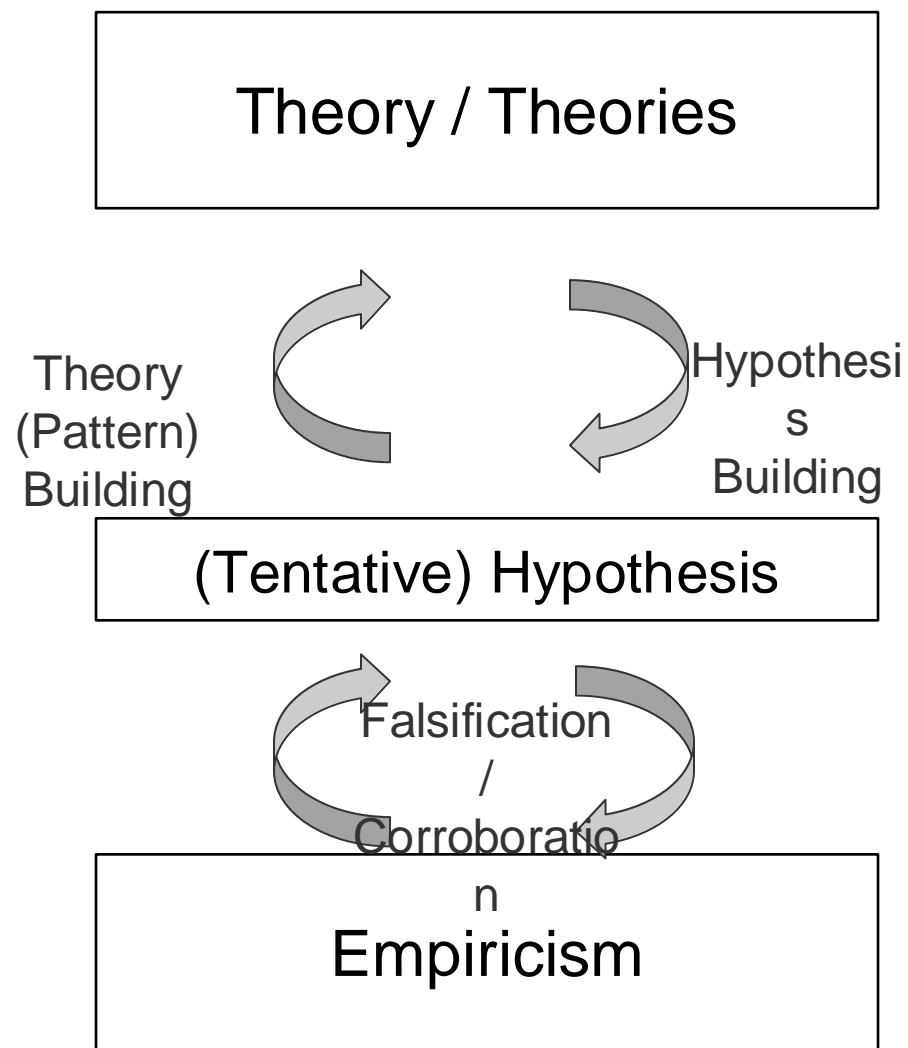 Theory / Theories
Theory
(Pattern)
Building
Hypothesi
s
Building
(Tentative) Hypothesis
Falsification
/
Corroboratio
n
Empiricism